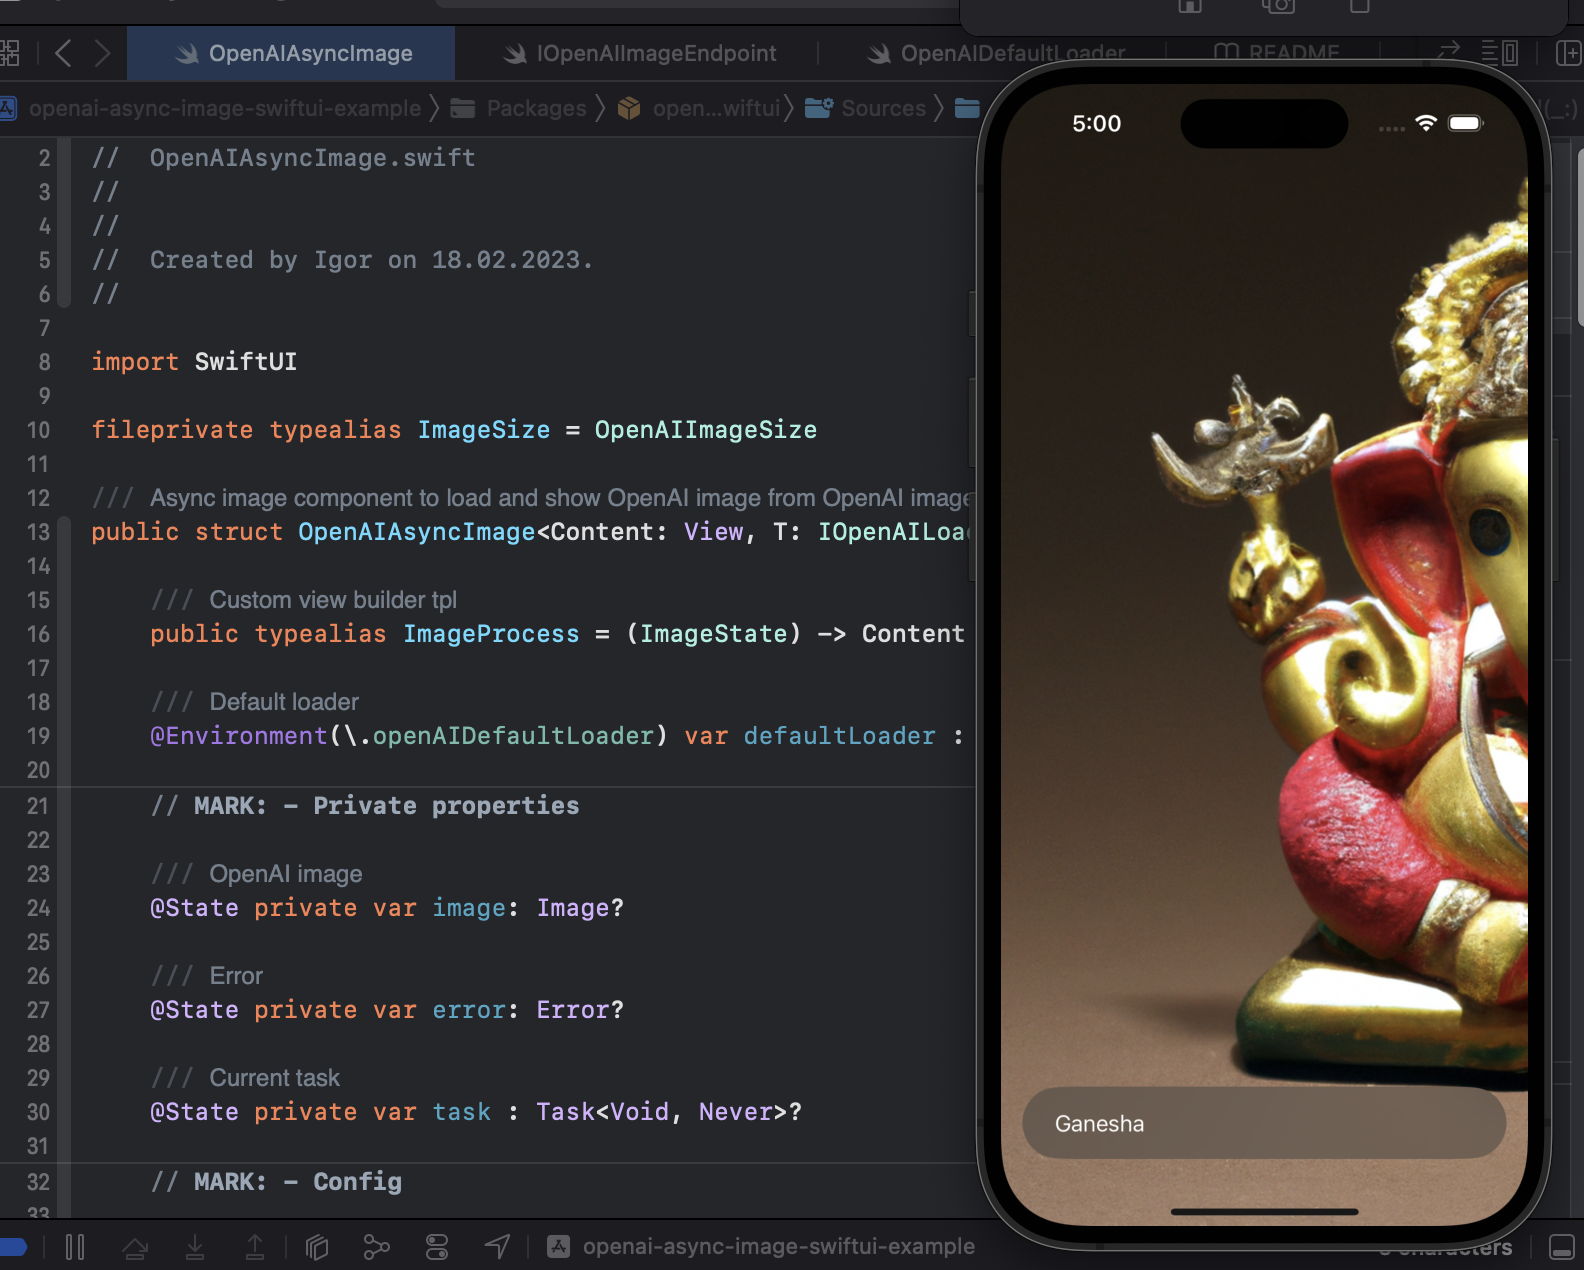 OpenAIAsyncImage
IOpenAIImageEndpoint
OpenAIDefaultLoader
README
openai-async-image-swiftui-example
Packages
open...wiftui
Sources
(_:)
2 // OpenAIAsyncImage.swift
3 //
4 //
5 // Created by Igor on 18.02.2023.
6 //
7
8 import SwiftUI
9
10 fileprivate typealias ImageSize = OpenAIImageSize
11
12 /// Async image component to load and show OpenAI image from OpenAI image
13 public struct OpenAIAsyncImage<Content: View, T: IOpenAILoa
14
15 /// Custom view builder tpl
16 public typealias ImageProcess = (ImageState) -> Content
17
18 /// Default loader
19 @Environment(\.openAIDefaultLoader) var defaultLoader :
20
21 // MARK: - Private properties
22
23 /// OpenAI image
24 @State private var image: Image?
25
26 /// Error
27 @State private var error: Error?
28
29 /// Current task
30 @State private var task : Task<Void, Never>?
31
32 // MARK: - Config
33
openai-async-image-swiftui-example
characters
5:00
Ganesha